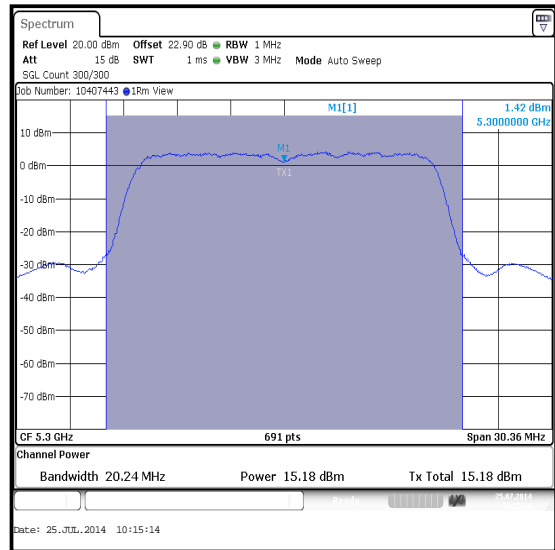 Spectrum
Ref Level 20.00 dBm Offset 22.90 dB RBW 1 MHz
Att 15 dB SWT 1 ms VBW 3 MHz Mode Auto Sweep
SGL Count 300/300
Job Number: 10407443 1Rm View
M1[1] 1.42 dBm
5.3000000 GHz
10 dBm
M1
0 dBm
TX1
-10 dBm
-20 dBm
-30 dBm
-40 dBm
-50 dBm
-60 dBm
-70 dBm
CF 5.3 GHz 691 pts Span 30.36 MHz
Channel Power
Bandwidth 20.24 MHz Power 15.18 dBm Tx Total 15.18 dBm
Ready 25.07.2014
Date: 25.JUL.2014 10:15:14